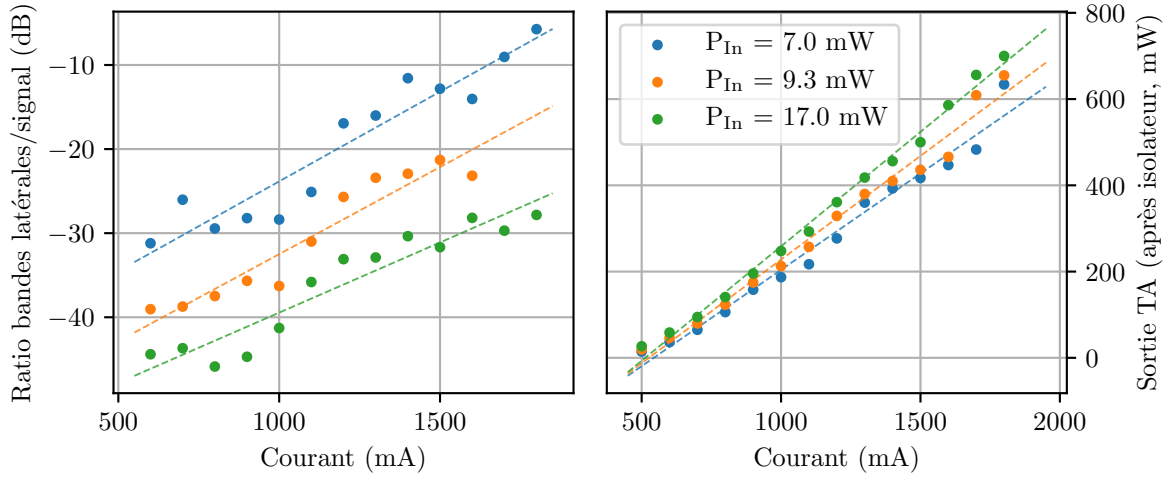 Ratio bandes latérales/signal (dB)
−10
−20
−30
−40
500
1000
1500
Courant (mA)
P_In = 7.0 mW
P_In = 9.3 mW
P_In = 17.0 mW
800
600
400
200
0
Sortie TA (après isolateur, mW)
500
1000
1500
2000
Courant (mA)